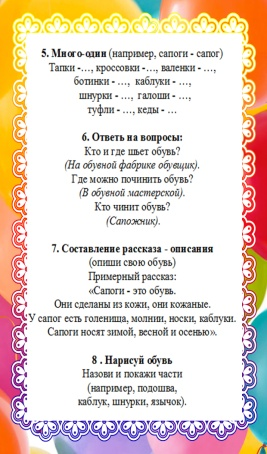 5. Много-один (например, сапоги - сапог)
Тапки -…, кроссовки -…, валенки - …,
ботинки - …, каблуки - …,
шнурки - …, галоши - …,
туфли - …, кеды - …
6. Ответь на вопросы:
Кто и где шьет обувь?
(На обувной фабрике обувщик).
Где можно починить обувь?
(В обувной мастерской).
Кто чинит обувь?
(Сапожник).
7. Составление рассказа - описания
(опиши свою обувь)
Примерный рассказ:
«Сапоги - это обувь.
Они сделаны из кожи, они кожаные.
У сапог есть голенища, молнии, носки, каблуки.
Сапоги носят зимой, весной и осенью».
8 . Нарисуй обувь
Назови и покажи части
(например, подошва,
каблук, шнурки, язычок).